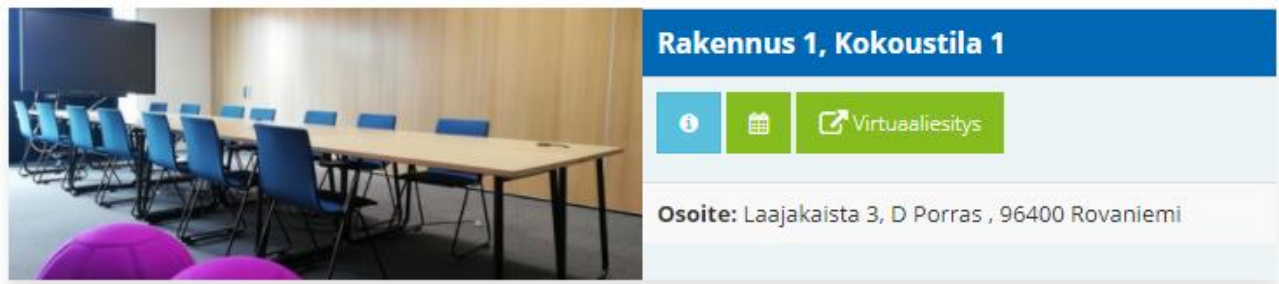 Rakennus 1, Kokoustila 1
Virtuaaliesitys
Osoite: Laajakaista 3, D Porras , 96400 Rovaniemi